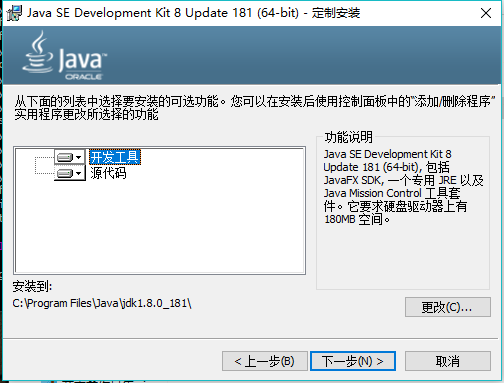 Java SE Development Kit 8 Update 181 (64-bit) - 定制安装
Java
ORACLE
从下面的列表中选择要安装的可选功能。您可以在安装后使用控制面板中的“添加/删除程序”
实用程序更改所选择的功能
开发工具
源代码
功能说明
Java SE Development Kit 8
Update 181 (64-bit), 包括
JavaFX SDK, 一个专用 JRE 以及
Java Mission Control 工具套
件。它要求硬盘驱动器上有
180MB 空间。
安装到:
C:\Program Files\Java\jdk1.8.0_181\
更改(C)...
< 上一步(B)
下一步(N) >
取消